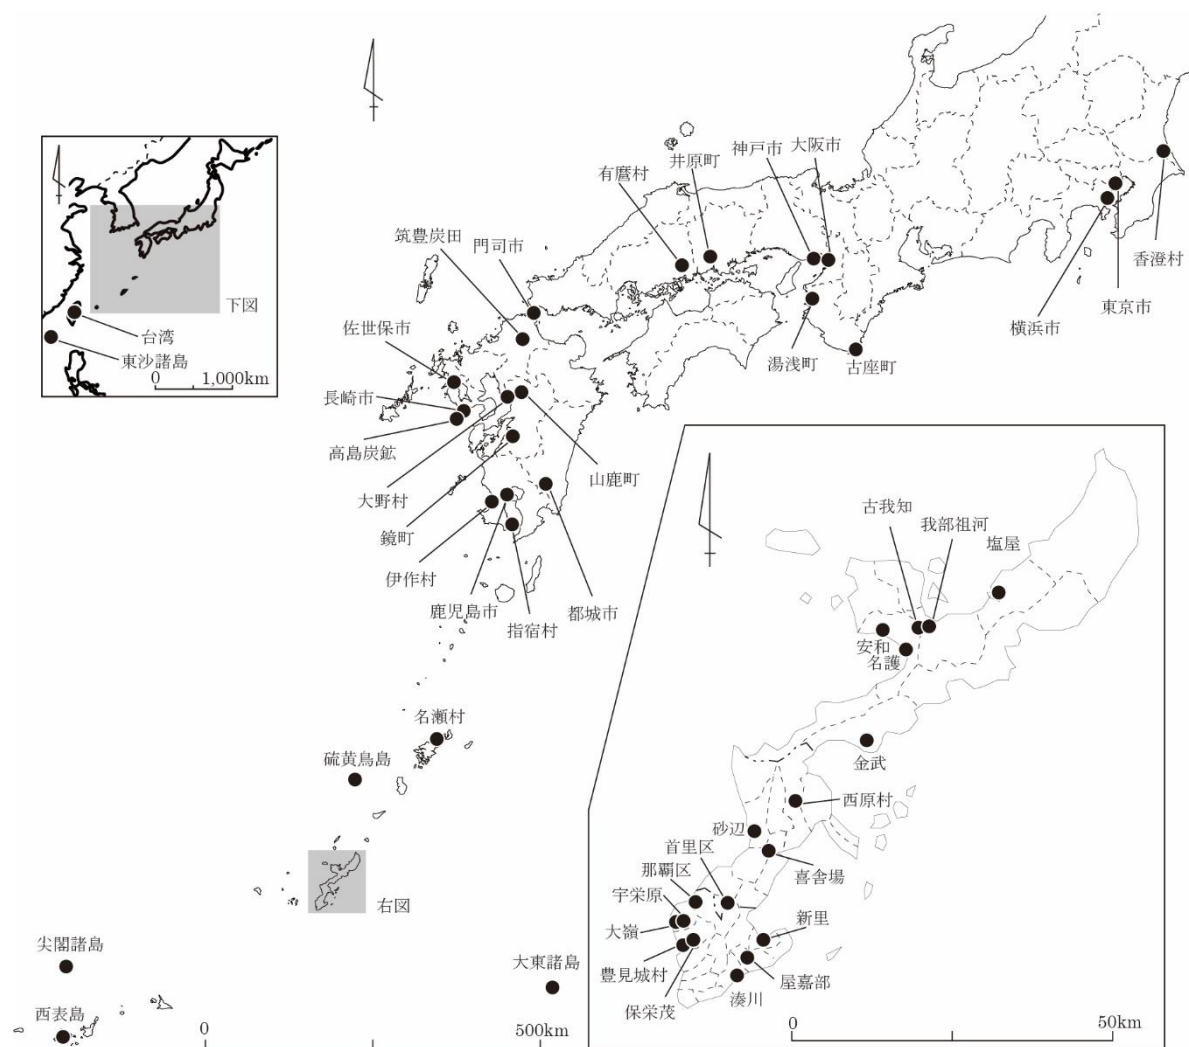 大阪市
神戸市
井原町
有麿村
筑豊炭田
門司市
佐世保市
長崎市
高島炭鉱
大野村
鏡町
伊作村
鹿児島市
指宿村
都城市
山鹿町
湯浅町
古座町
横浜市
東京市
香澄村
下図
台湾
東沙諸島
0 1,000km
名瀬村
硫黄鳥島
右図
尖閣諸島
西表島
大東諸島
0 500km
古我知
我部祖河
塩屋
安和
名護
金武
西原村
砂辺
首里区
喜舎場
那覇区
宇栄原
大嶺
新里
豊見城村
屋嘉部
保栄茂
湊川
0 50km